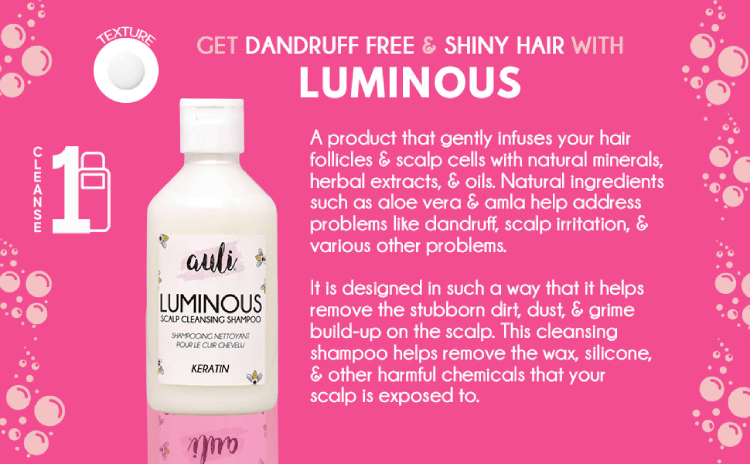 TEXTURE
GET DANDRUFF FREE & SHINY HAIR WITH
LUMINOUS
CLEANSE
1
A product that gently infuses your hair
follicles & scalp cells with natural minerals,
herbal extracts, & oils. Natural ingredients
such as aloe vera & amla help address
problems like dandruff, scalp irritation, &
various other problems.
It is designed in such a way that it helps
remove the stubborn dirt, dust, & grime
build-up on the scalp. This cleansing
shampoo helps remove the wax, silicone,
& other harmful chemicals that your
scalp is exposed to.
auli
LUMINOUS
SCALP CLEANSING SHAMPOO
SHAMPOOING NETTOYANT
POUR LE CUIR CHEVELU
KERATIN
auli